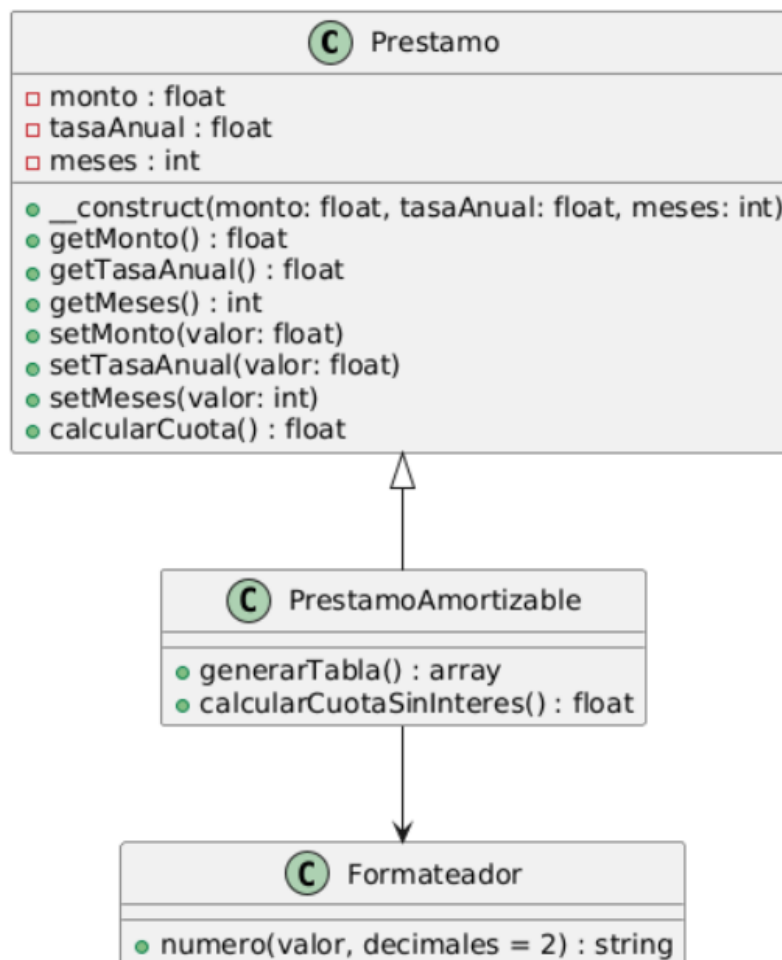 C Prestamo
monto : float
tasaAnual : float
meses : int
__construct(monto: float, tasaAnual: float, meses: int)
getMonto() : float
getTasaAnual() : float
getMeses() : int
setMonto(valor: float)
setTasaAnual(valor: float)
setMeses(valor: int)
calcularCuota() : float
C PrestamoAmortizable
generarTabla() : array
calcularCuotaSinInteres() : float
C Formateador
numero(valor, decimales = 2) : string